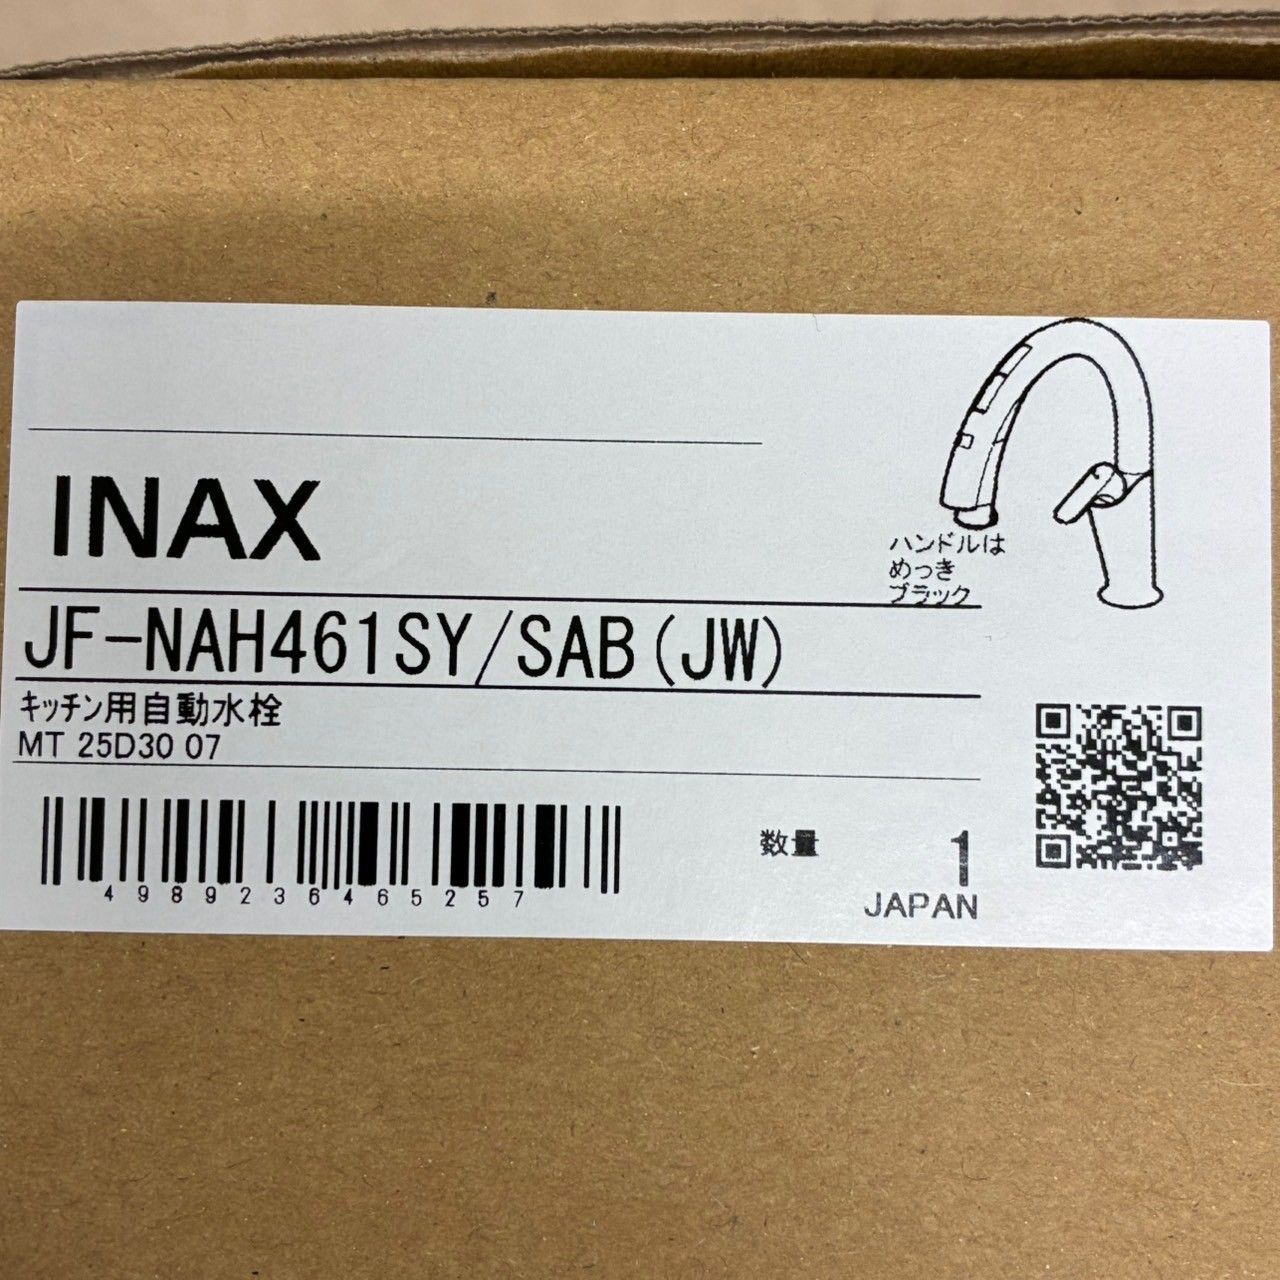 INAX
ハンドルは
めっき
ブラック
JF-NAH461SY/SAB(JW)
キッチン用自動水栓
MT 25D30 07
4989236465257
数量 1
JAPAN